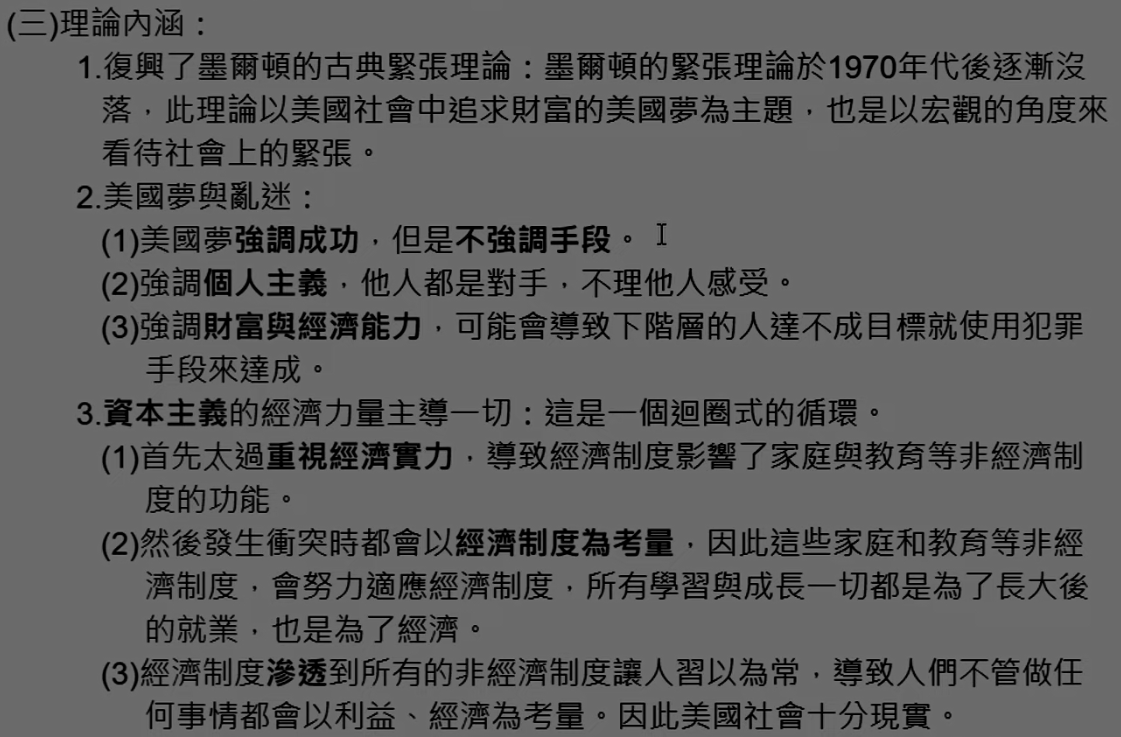 (三)理論內涵：
1.復興了墨爾頓的古典緊張理論：墨爾頓的緊張理論於1970年代後逐漸沒
落，此理論以美國社會中追求財富的美國夢為主題，也是以宏觀的角度來
看待社會上的緊張。
2.美國夢與亂迷：
(1)美國夢強調成功，但是不強調手段。
(2)強調個人主義，他人都是對手，不理他人感受。
(3)強調財富與經濟能力，可能會導致下階層的人達不成目標就使用犯罪
手段來達成。
3.資本主義的經濟力量主導一切：這是一個迴圈式的循環。
(1)首先太過重視經濟實力，導致經濟制度影響了家庭與教育等非經濟制
度的功能。
(2)然後發生衝突時都會以經濟制度為考量，因此這些家庭和教育等非經
濟制度，會努力適應經濟制度，所有學習與成長一切都是為了長大後
的就業，也是為了經濟。
(3)經濟制度滲透到所有的非經濟制度讓人習以為常，導致人們不管做任
何事情都會以利益、經濟為考量。因此美國社會十分現實。